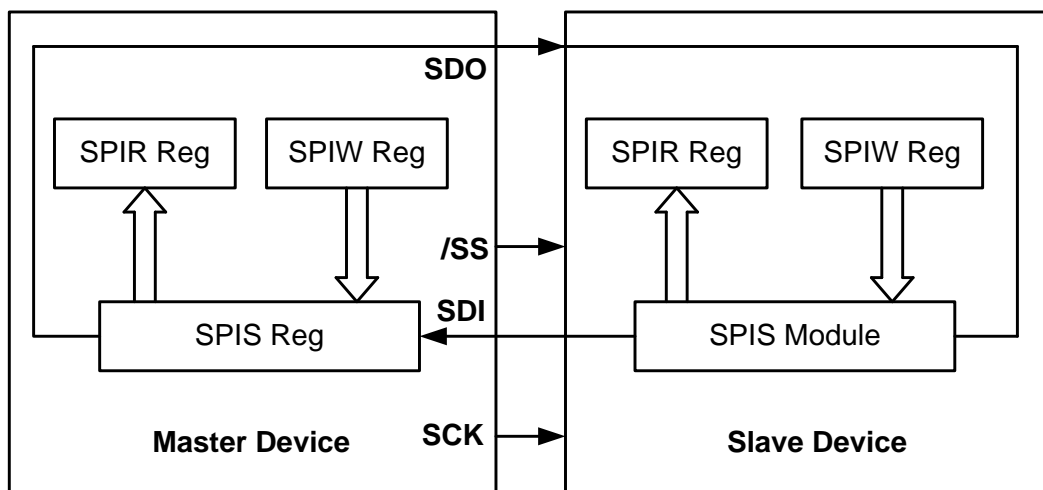 SDO
SPIR Reg
SPIW Reg
SPIR Reg
SPIW Reg
/SS
SDI
SPIS Reg
SPIS Module
Master Device
SCK
Slave Device